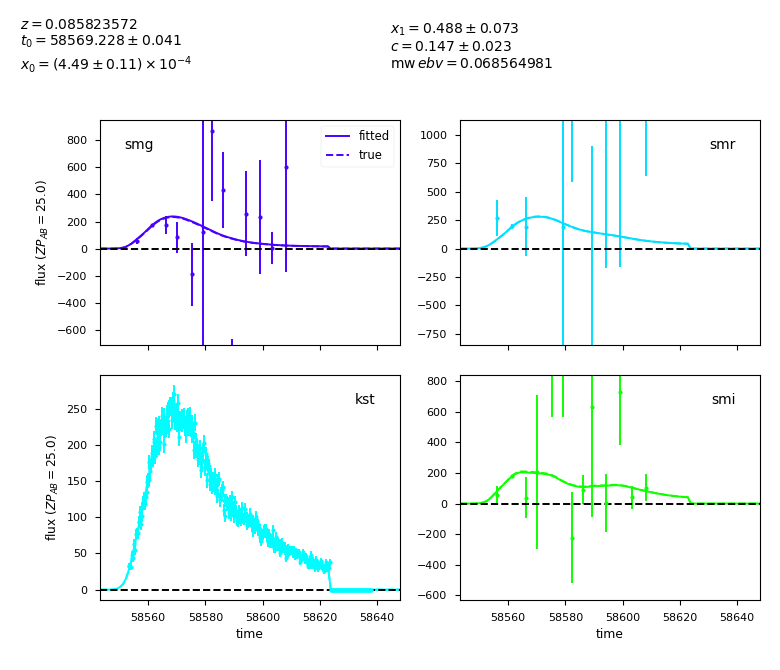 z = 0.085823572
t₀ = 58569.228 ± 0.041
x₀ = (4.49 ± 0.11) × 10⁻⁴
x₁ = 0.488 ± 0.073
c = 0.147 ± 0.023
mw ebv = 0.068564981
smg
fitted
true
800
600
400
200
0
−200
−400
−600
flux (ZP_AB = 25.0)
smr
1000
750
500
250
0
−250
−500
−750
kst
250
200
150
100
50
0
flux (ZP_AB = 25.0)
58560 58580 58600 58620 58640
time
smi
800
600
400
200
0
−200
−400
−600
58560 58580 58600 58620 58640
time